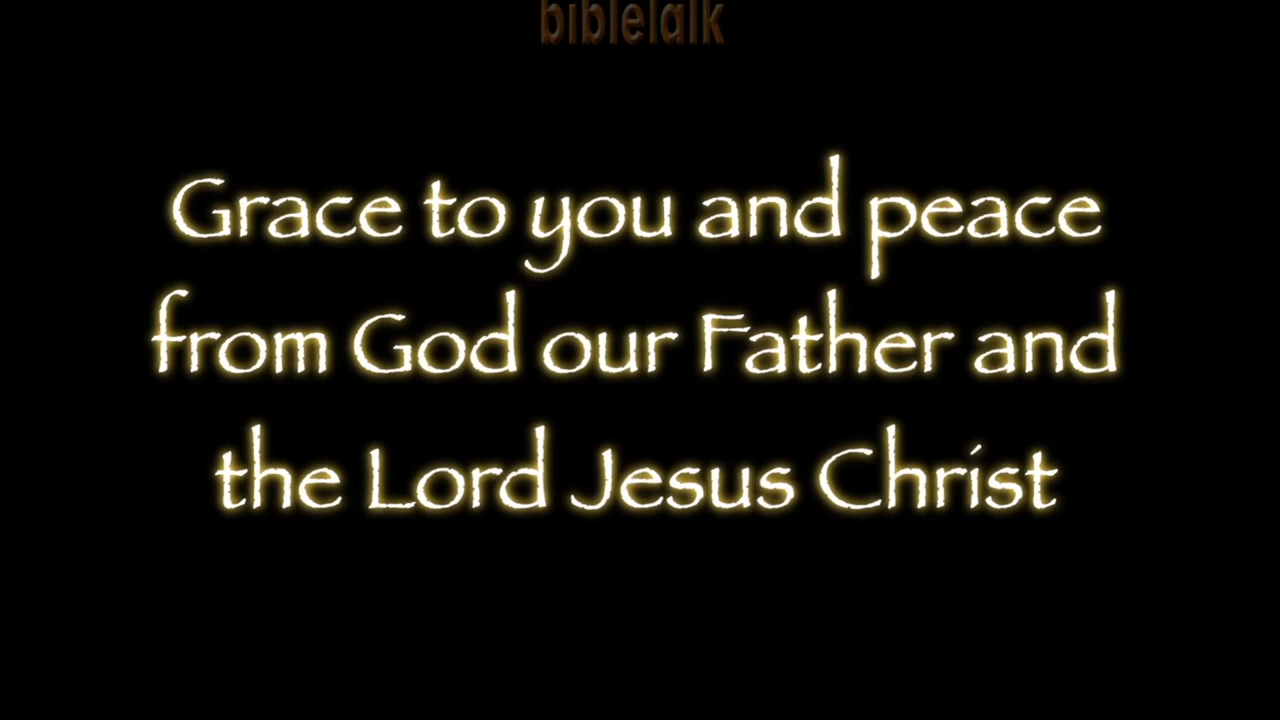 bibletalk
Grace to you and peace
from God our Father and
the Lord Jesus Christ